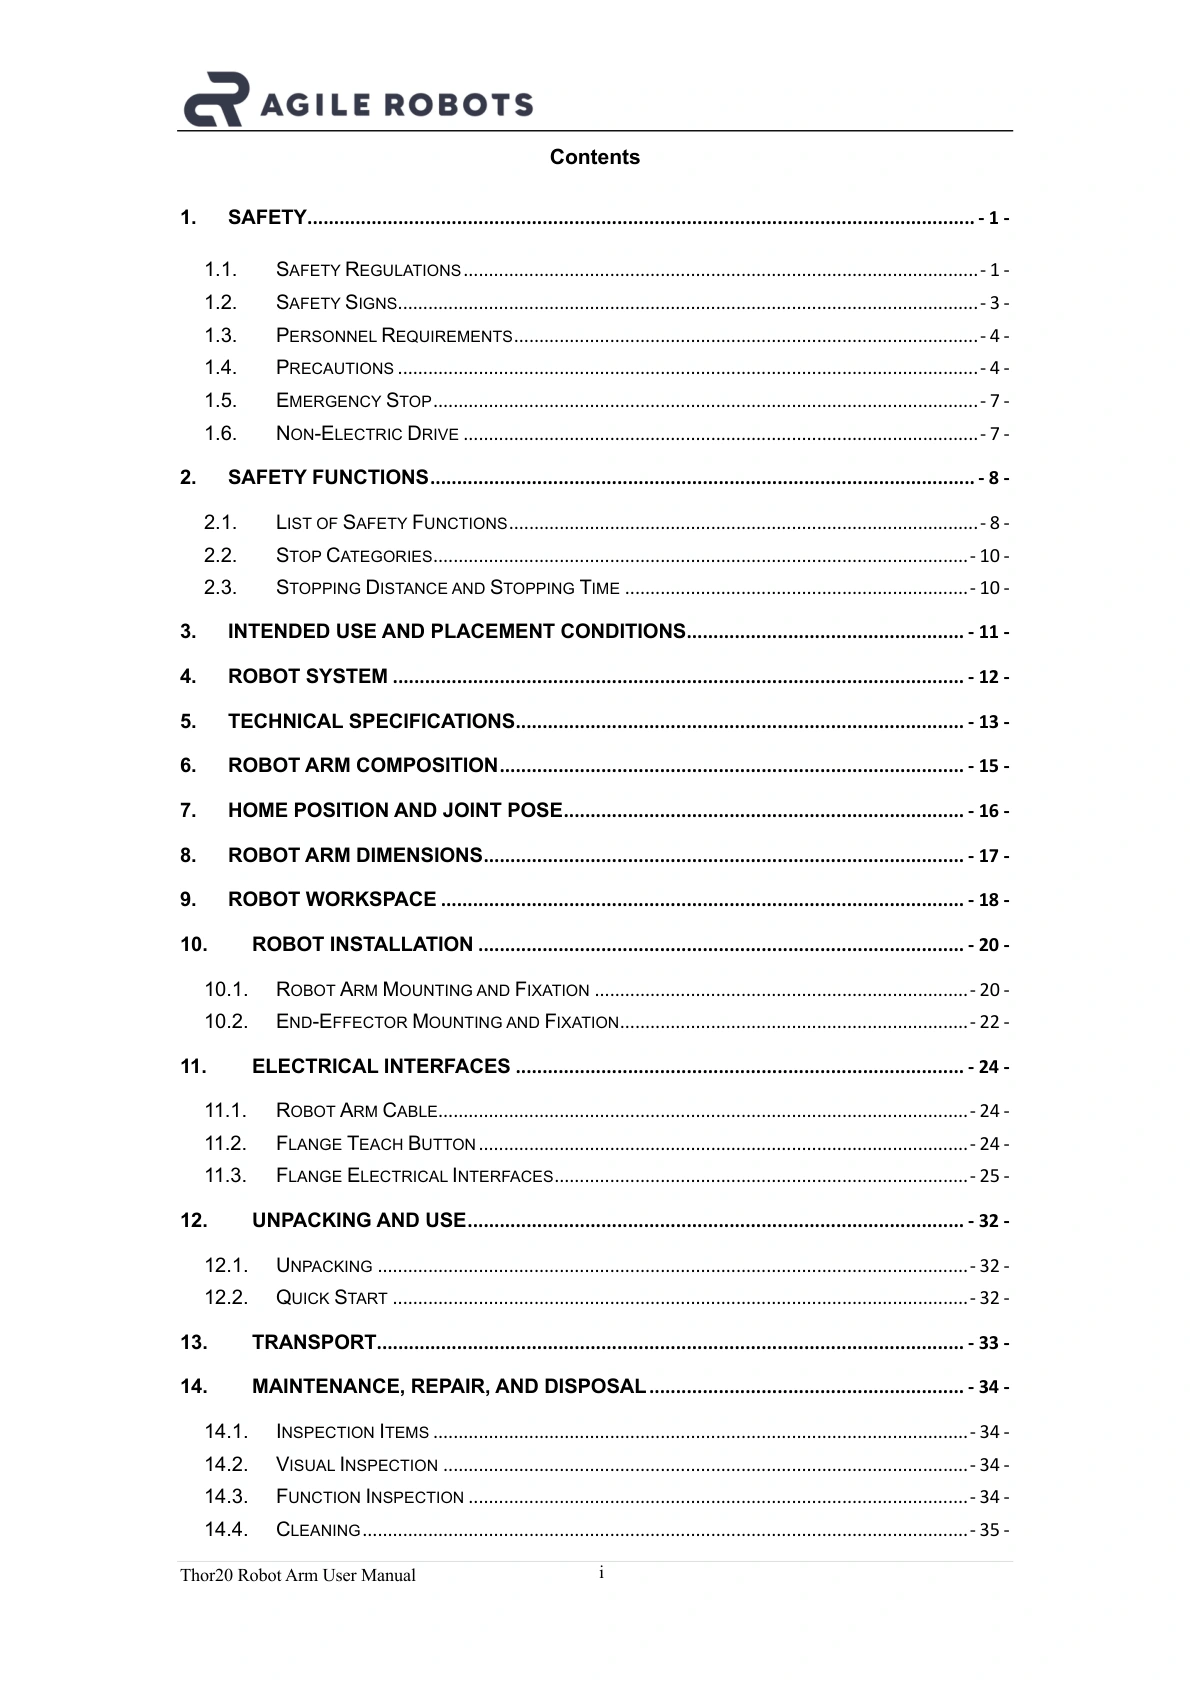 AGILE ROBOTS
Contents
1. SAFETY - 1 -
1.1. SAFETY REGULATIONS - 1 -
1.2. SAFETY SIGNS - 3 -
1.3. PERSONNEL REQUIREMENTS - 4 -
1.4. PRECAUTIONS - 4 -
1.5. EMERGENCY STOP - 7 -
1.6. NON-ELECTRIC DRIVE - 7 -
2. SAFETY FUNCTIONS - 8 -
2.1. LIST OF SAFETY FUNCTIONS - 8 -
2.2. STOP CATEGORIES - 10 -
2.3. STOPPING DISTANCE AND STOPPING TIME - 10 -
3. INTENDED USE AND PLACEMENT CONDITIONS - 11 -
4. ROBOT SYSTEM - 12 -
5. TECHNICAL SPECIFICATIONS - 13 -
6. ROBOT ARM COMPOSITION - 15 -
7. HOME POSITION AND JOINT POSE - 16 -
8. ROBOT ARM DIMENSIONS - 17 -
9. ROBOT WORKSPACE - 18 -
10. ROBOT INSTALLATION - 20 -
10.1. ROBOT ARM MOUNTING AND FIXATION - 20 -
10.2. END-EFFECTOR MOUNTING AND FIXATION - 22 -
11. ELECTRICAL INTERFACES - 24 -
11.1. ROBOT ARM CABLE - 24 -
11.2. FLANGE TEACH BUTTON - 24 -
11.3. FLANGE ELECTRICAL INTERFACES - 25 -
12. UNPACKING AND USE - 32 -
12.1. UNPACKING - 32 -
12.2. QUICK START - 32 -
13. TRANSPORT - 33 -
14. MAINTENANCE, REPAIR, AND DISPOSAL - 34 -
14.1. INSPECTION ITEMS - 34 -
14.2. VISUAL INSPECTION - 34 -
14.3. FUNCTION INSPECTION - 34 -
14.4. CLEANING - 35 -
Thor20 Robot Arm User Manual i